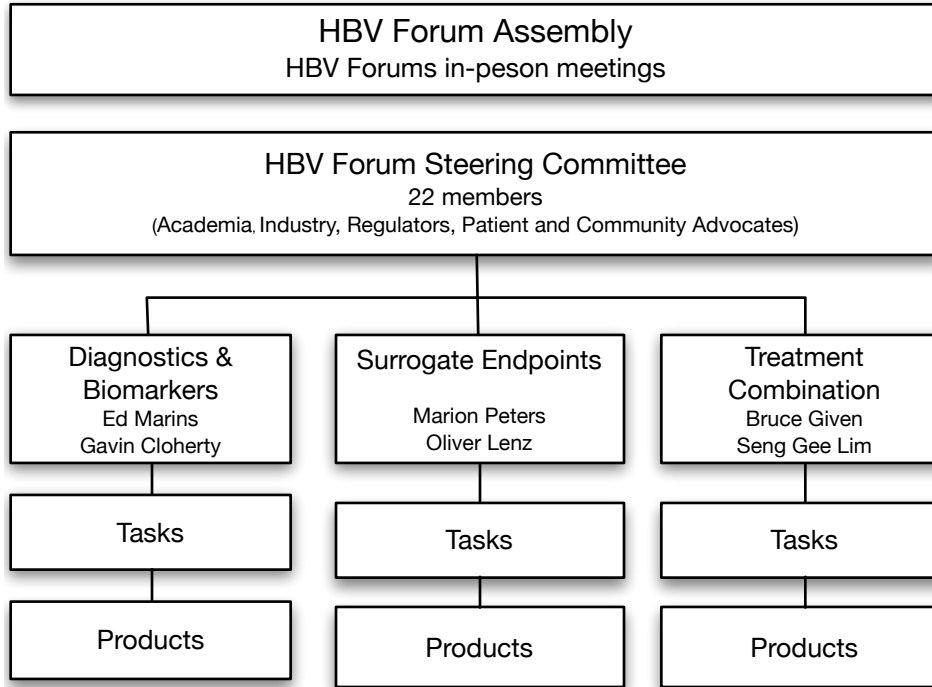 HBV Forum Assembly
HBV Forums in-peson meetings
HBV Forum Steering Committee
22 members
(Academia, Industry, Regulators, Patient and Community Advocates)
Diagnostics &
Biomarkers
Ed Marins
Gavin Cloherty
Surrogate Endpoints
Marion Peters
Oliver Lenz
Treatment
Combination
Bruce Given
Seng Gee Lim
Tasks
Tasks
Tasks
Products
Products
Products